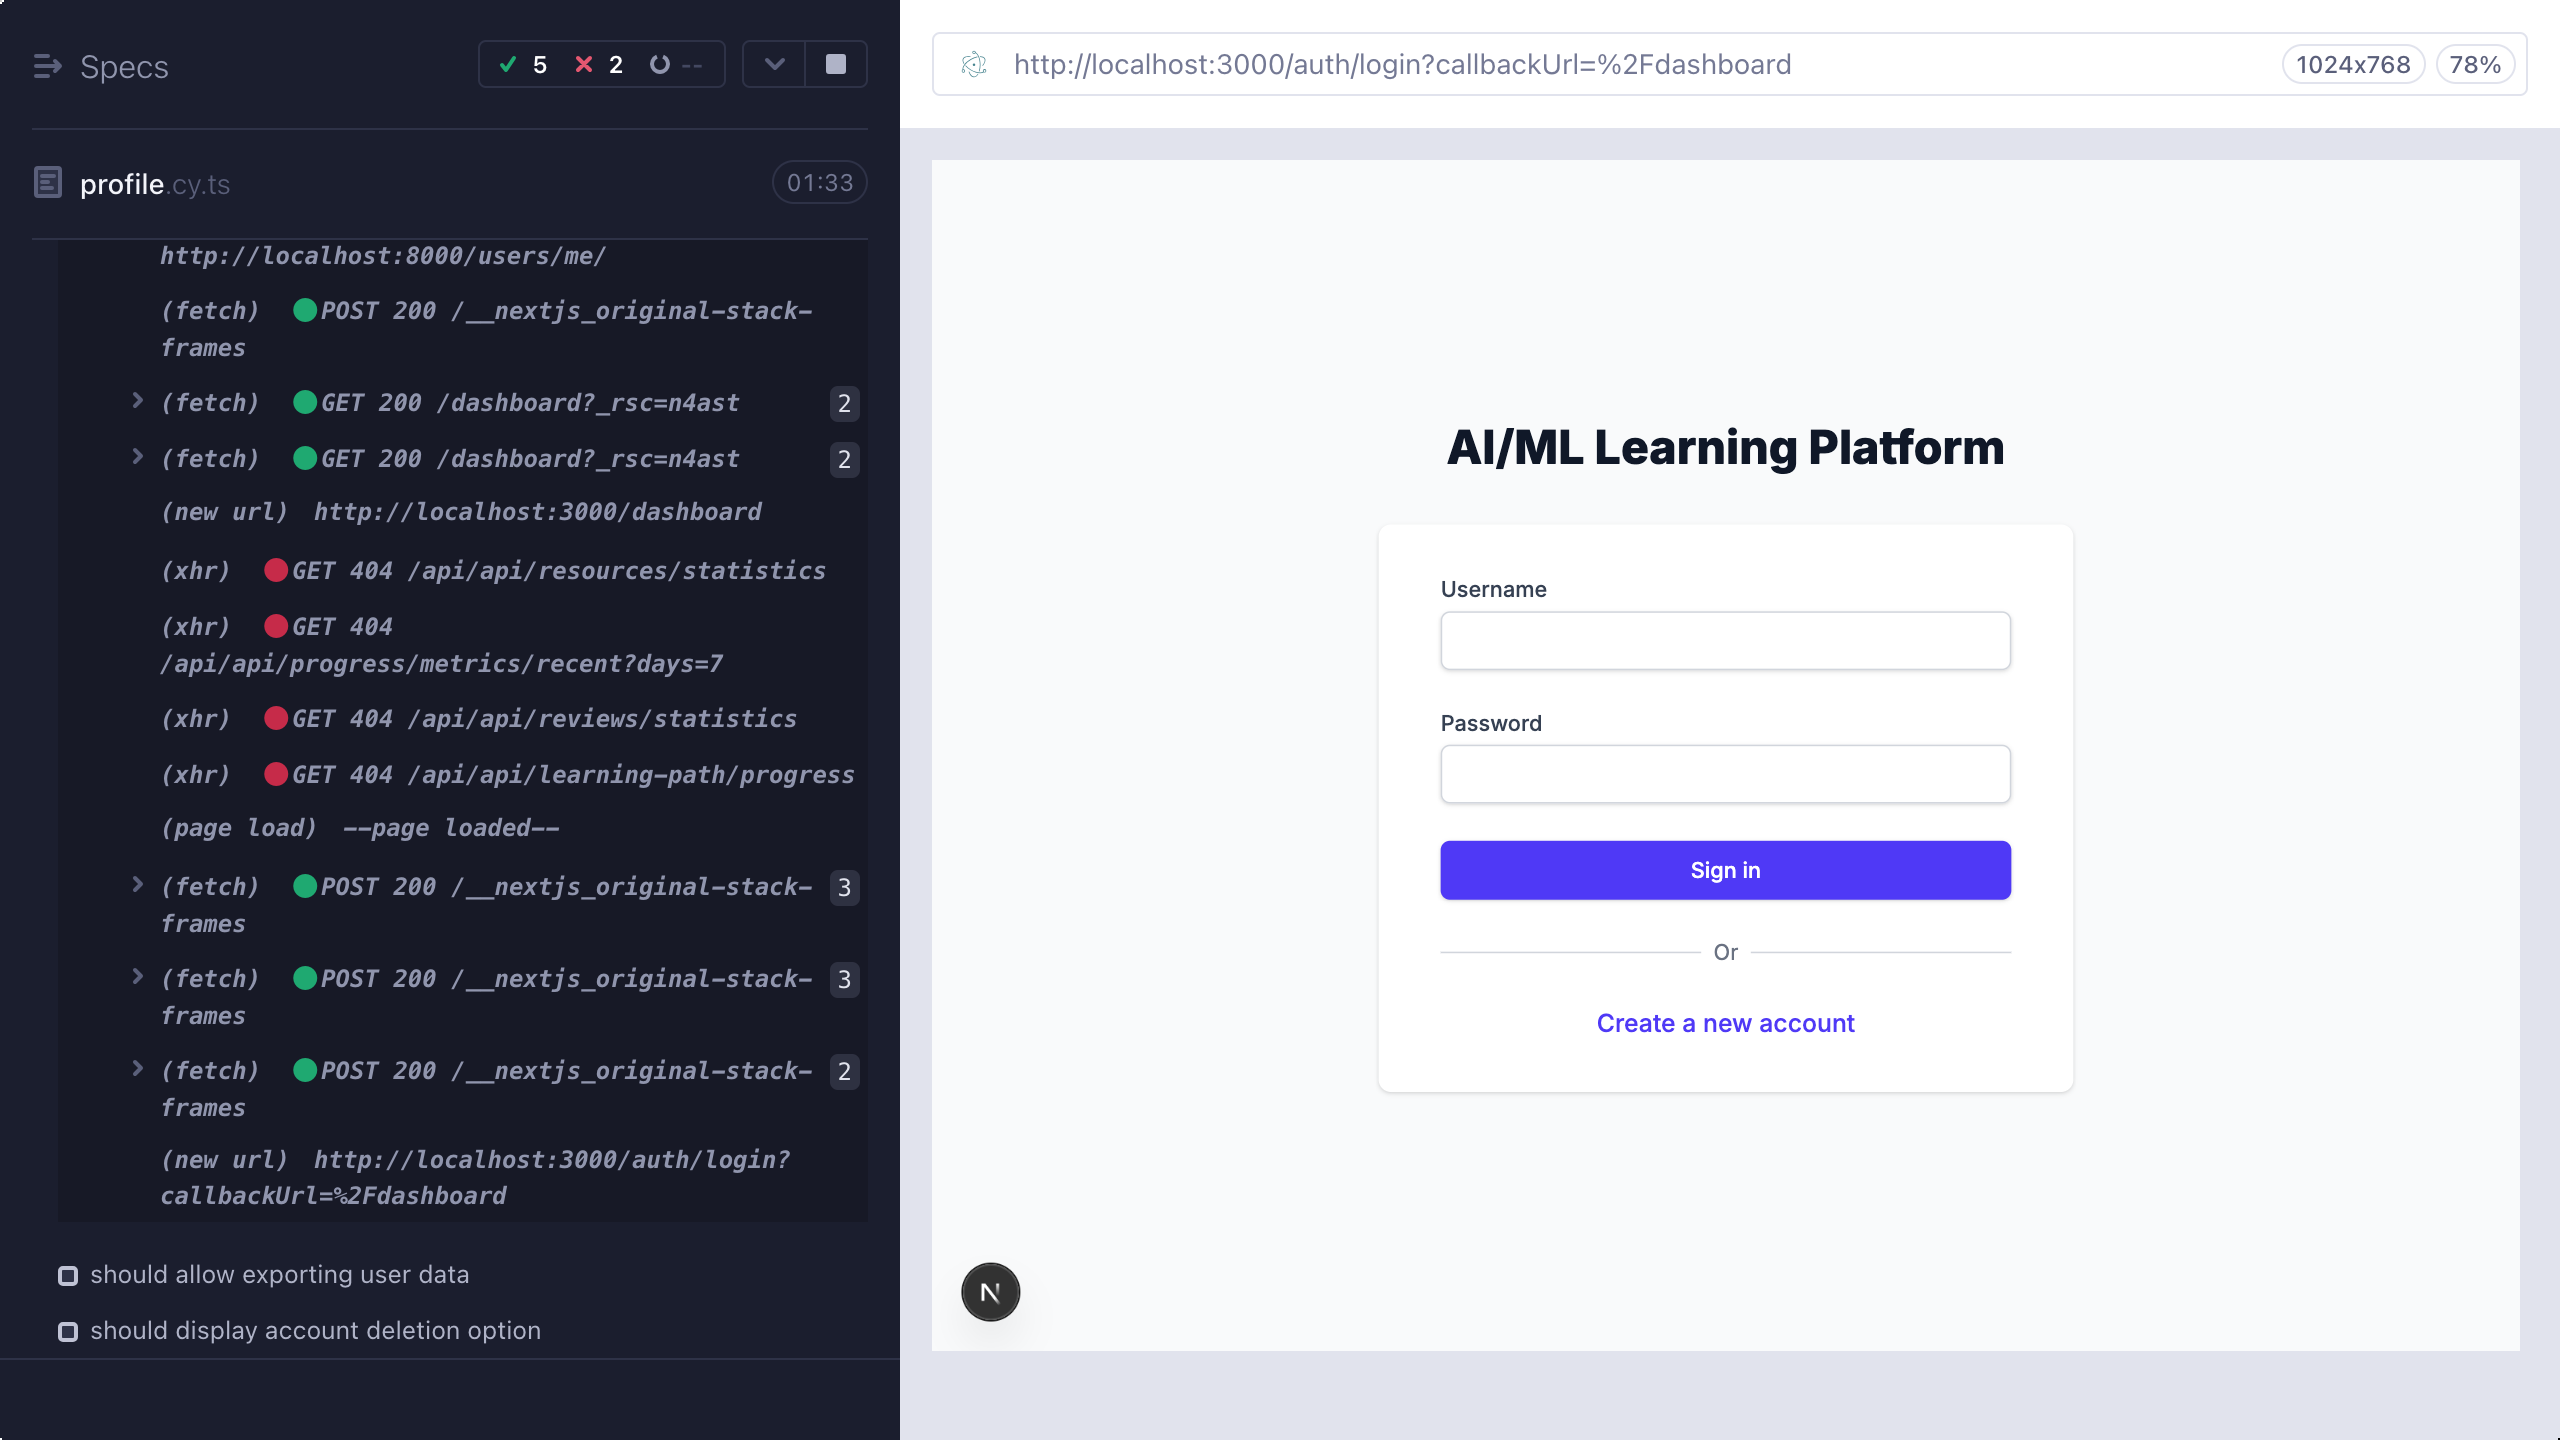 Specs
5 2 --
profile.cy.ts
01:33
http://localhost:8000/users/me/
(fetch) POST 200 /__nextjs_original-stack-
frames
(fetch) GET 200 /dashboard?_rsc=n4ast 2
(fetch) GET 200 /dashboard?_rsc=n4ast 2
(new url) http://localhost:3000/dashboard
(xhr) GET 404 /api/api/resources/statistics
(xhr) GET 404
/api/api/progress/metrics/recent?days=7
(xhr) GET 404 /api/api/reviews/statistics
(xhr) GET 404 /api/api/learning-path/progress
(page load) --page loaded--
(fetch) POST 200 /__nextjs_original-stack- 3
frames
(fetch) POST 200 /__nextjs_original-stack- 3
frames
(fetch) POST 200 /__nextjs_original-stack- 2
frames
(new url) http://localhost:3000/auth/login?
callbackUrl=%2Fdashboard
should allow exporting user data
should display account deletion option
http://localhost:3000/auth/login?callbackUrl=%2Fdashboard
1024x768
78%
AI/ML Learning Platform
Username
Password
Sign in
Or
Create a new account
N